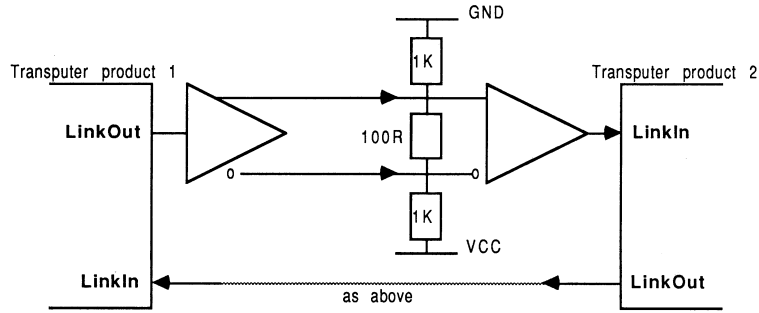 GND
1K
Transputer product 1
Transputer product 2
LinkOut
100R
LinkIn
1K
VCC
LinkIn
as above
LinkOut